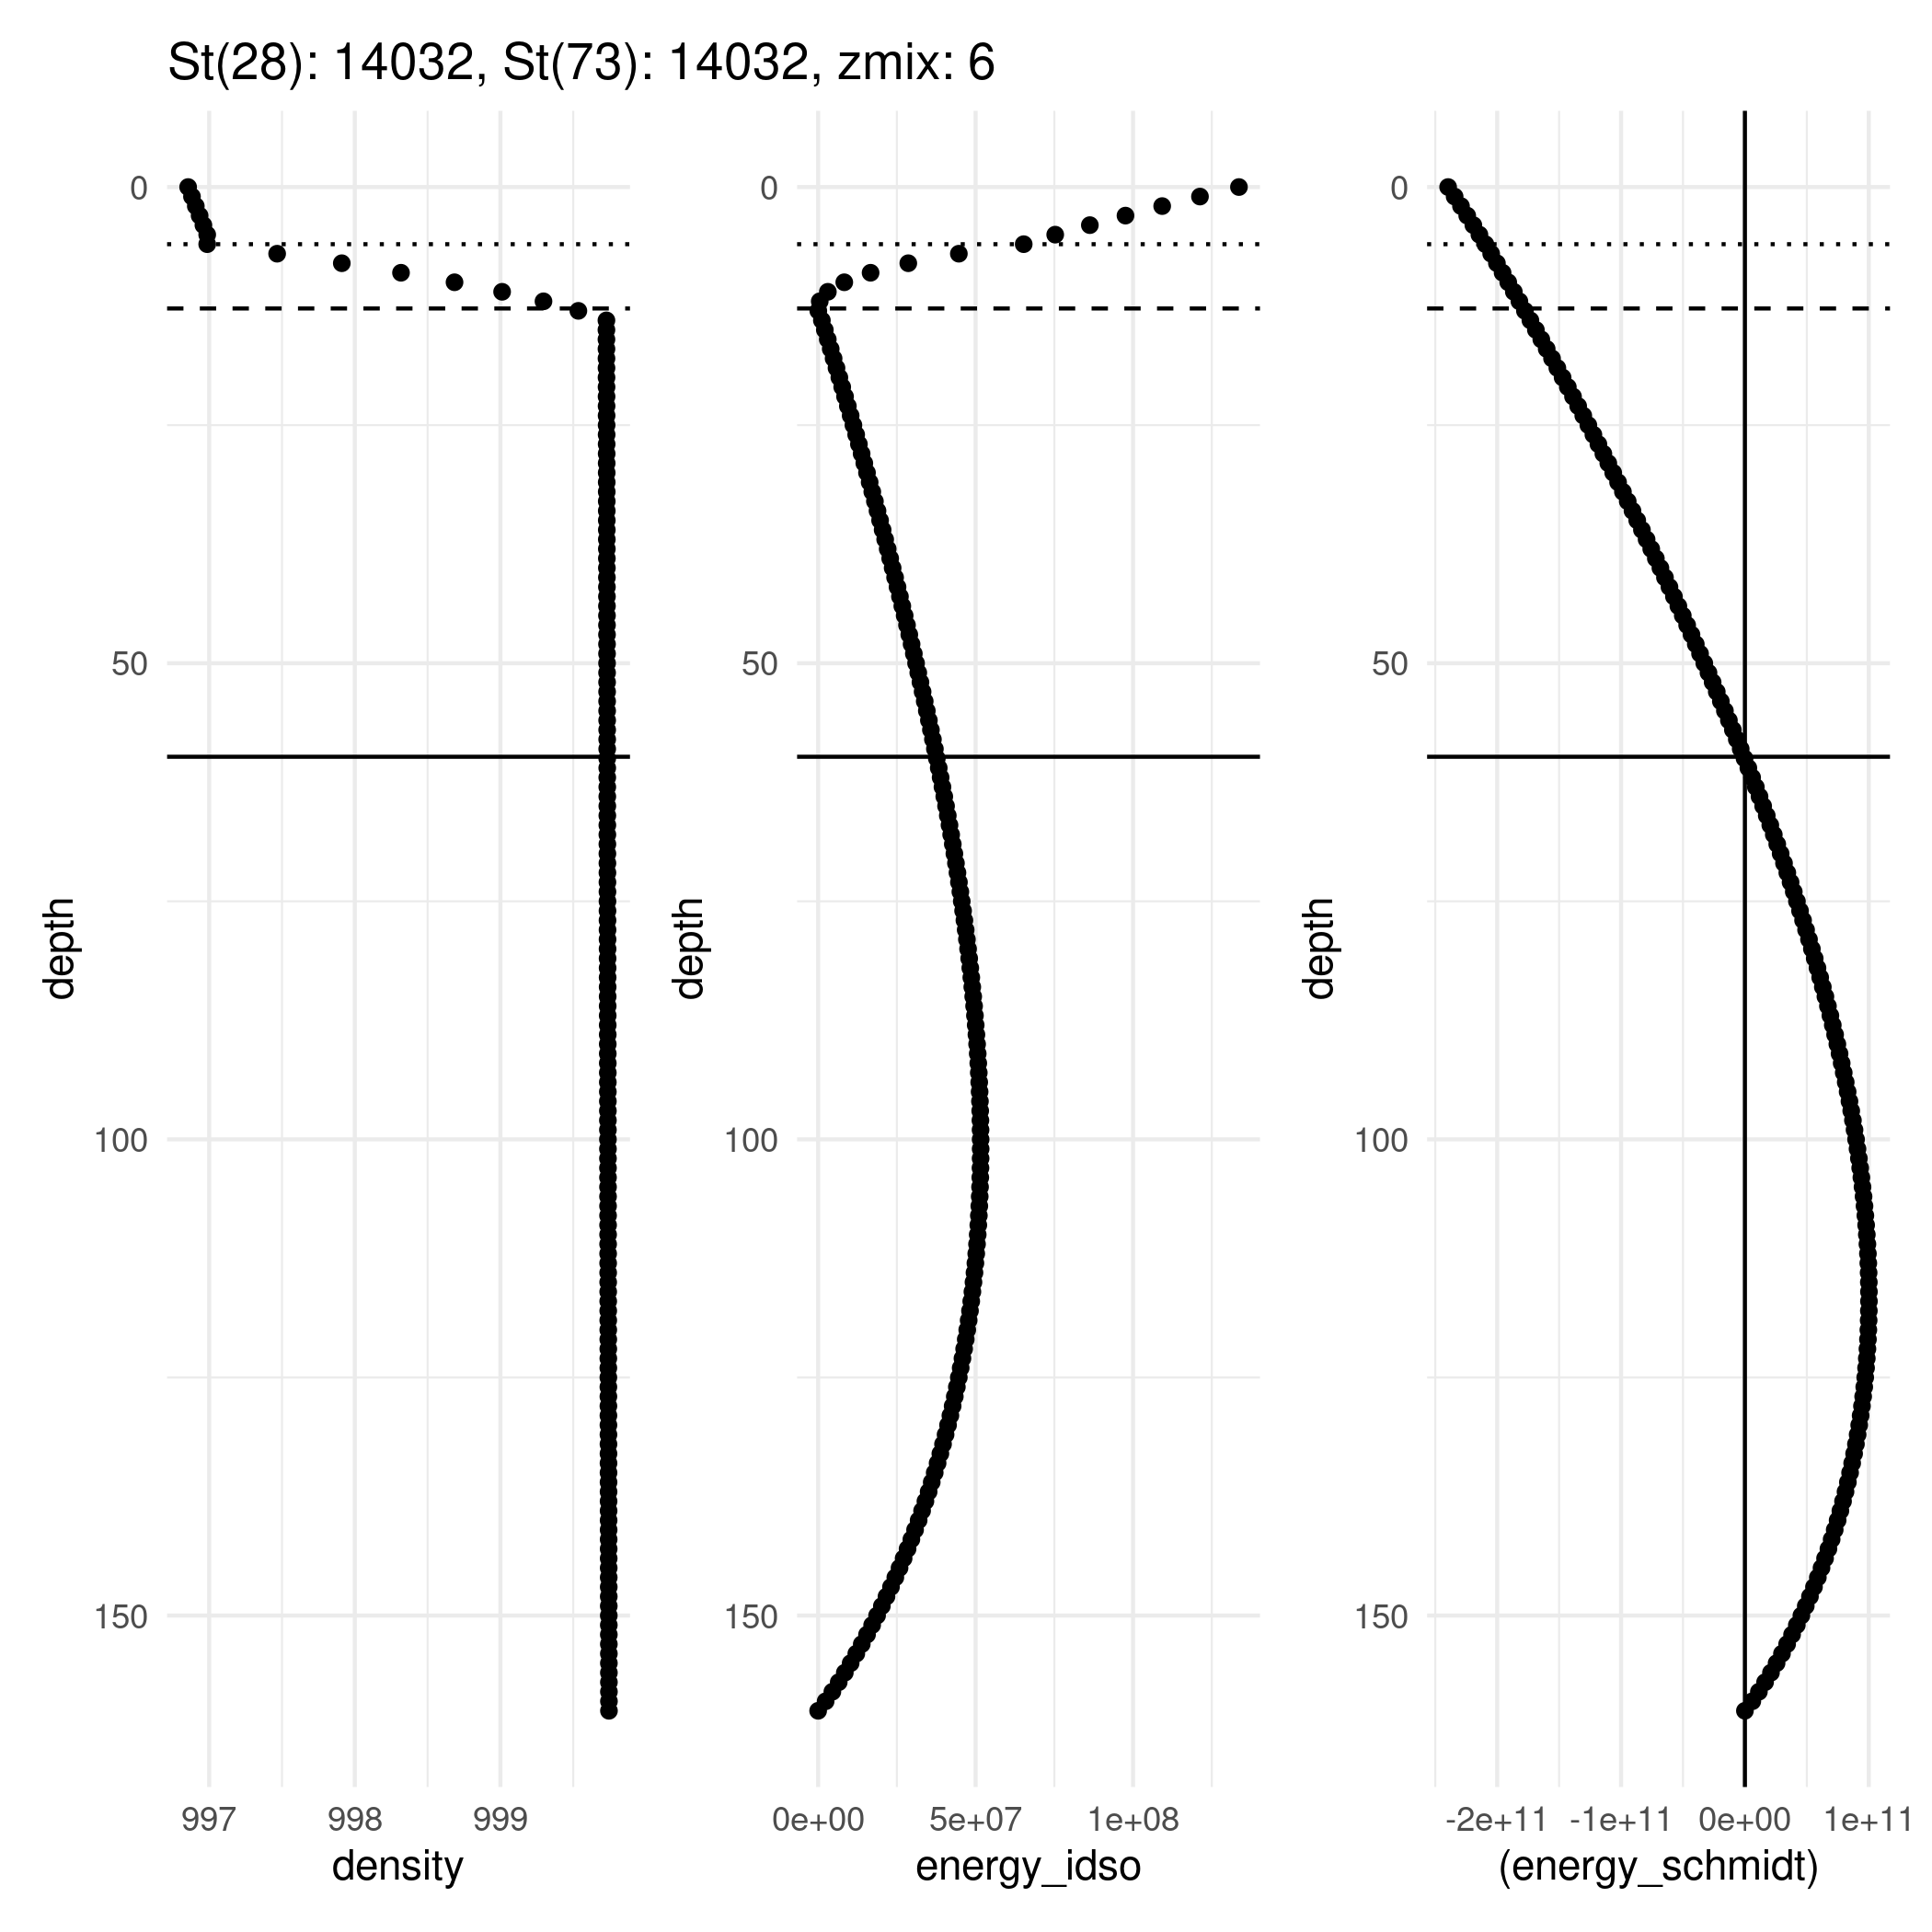 St(28): 14032, St(73): 14032, zmix: 6
0
50
100
150
depth
997 998 999
density
0
50
100
150
depth
0e+00 5e+07 1e+08
energy_idso
0
50
100
150
depth
-2e+11 -1e+11 0e+00 1e+11
(energy_schmidt)